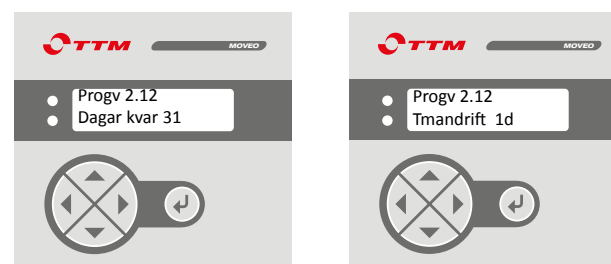 TTM
MOVEO
Progv 2.12
Dagar kvar 31
TTM
MOVEO
Progv 2.12
Tmandrift 1d